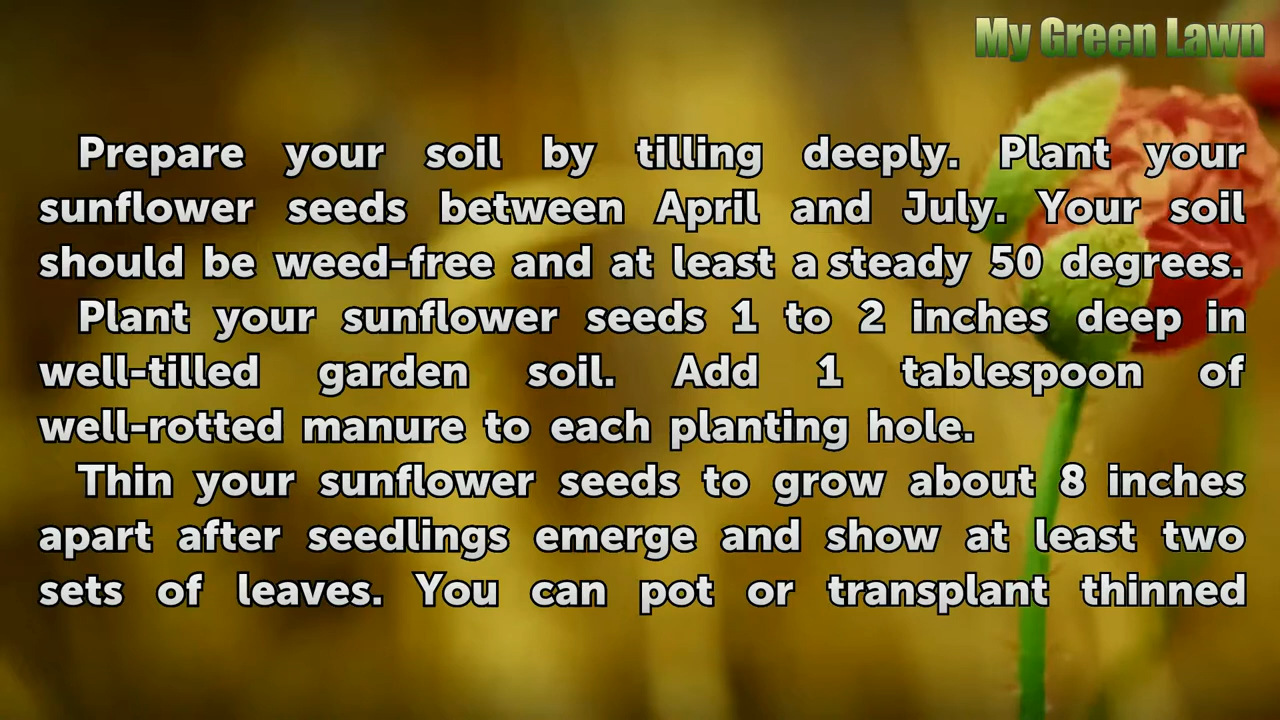 My Green Lawn
Prepare your soil by tilling deeply. Plant your
sunflower seeds between April and July. Your soil
should be weed-free and at least a steady 50 degrees.
Plant your sunflower seeds 1 to 2 inches deep in
well-tilled garden soil. Add 1 tablespoon of
well-rotted manure to each planting hole.
Thin your sunflower seeds to grow about 8 inches
apart after seedlings emerge and show at least two
sets of leaves. You can pot or transplant thinned